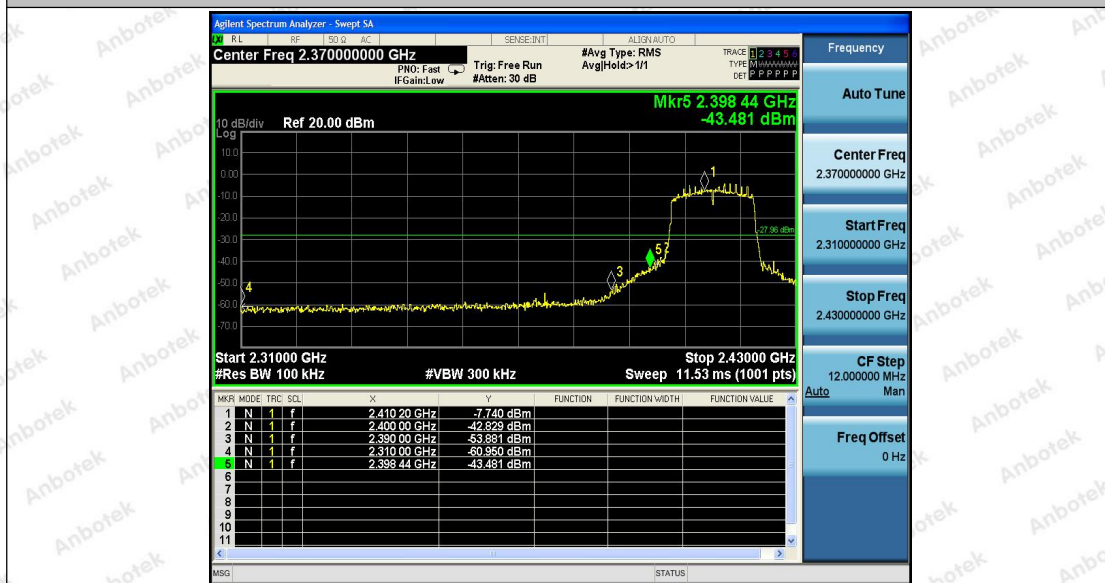 Agilent Spectrum Analyzer - Swept SA
RL RF 50 Ω AC SENSE:INT ALIGN AUTO
Center Freq 2.370000000 GHz
PNO: Fast
IFGain:Low
Trig: Free Run
#Atten: 30 dB
#Avg Type: RMS
Avg|Hold:>1/1
TRACE 1 2 3 4 5 6
TYPE M
DET P P P P P P
Mkr5 2.398 44 GHz
-43.481 dBm
10 dB/div Ref 20.00 dBm
Log
10.0
0.00
-10.0
-20.0
-30.0
-40.0
-50.0
-60.0
-70.0
1
-27.96 dBm
5 2
3
4
Start 2.31000 GHz Stop 2.43000 GHz
#Res BW 100 kHz #VBW 300 kHz Sweep 11.53 ms (1001 pts)
MKR MODE TRC SCL X Y FUNCTION FUNCTION WIDTH FUNCTION VALUE
1 N 1 f 2.410 20 GHz -7.740 dBm
2 N 1 f 2.400 00 GHz -42.829 dBm
3 N 1 f 2.390 00 GHz -53.881 dBm
4 N 1 f 2.310 00 GHz -60.950 dBm
5 N 1 f 2.398 44 GHz -43.481 dBm
6
7
8
9
10
11
MSG STATUS
Frequency
Auto Tune
Center Freq
2.370000000 GHz
Start Freq
2.310000000 GHz
Stop Freq
2.430000000 GHz
CF Step
12.000000 MHz
Auto Man
Freq Offset
0 Hz
Anbotek